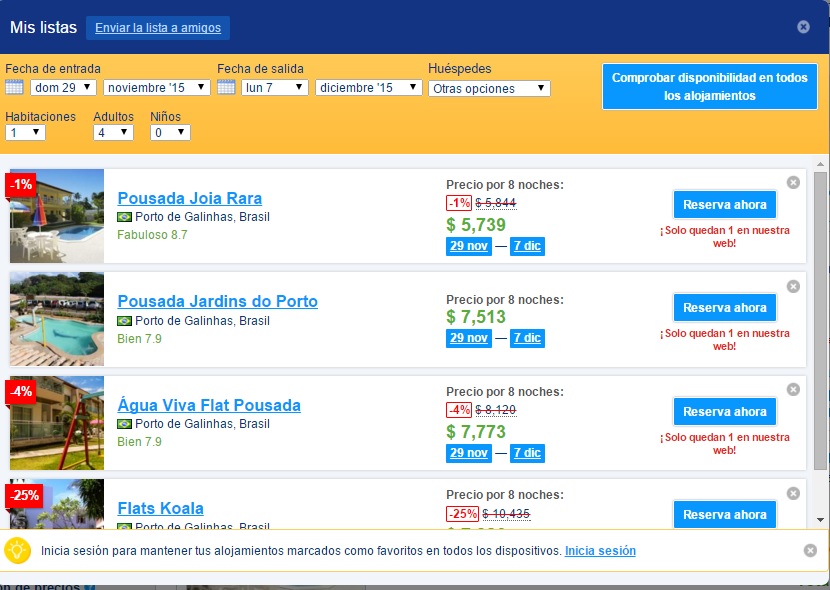 Mis listas
Enviar la lista a amigos
Fecha de entrada
Fecha de salida
Huéspedes
dom 29
noviembre '15
lun 7
diciembre '15
Otras opciones
Comprobar disponibilidad en todos
los alojamientos
Habitaciones
Adultos
Niños
1
4
0
-1%
Pousada Joia Rara
Porto de Galinhas, Brasil
Fabuloso 8.7
Precio por 8 noches:
-1% $ 5,844
$ 5,739
29 nov — 7 dic
Reserva ahora
¡Solo quedan 1 en nuestra
web!
Pousada Jardins do Porto
Porto de Galinhas, Brasil
Bien 7.9
Precio por 8 noches:
$ 7,513
29 nov — 7 dic
Reserva ahora
¡Solo quedan 1 en nuestra
web!
-4%
Água Viva Flat Pousada
Porto de Galinhas, Brasil
Bien 7.9
Precio por 8 noches:
-4% $ 8,120
$ 7,773
29 nov — 7 dic
Reserva ahora
¡Solo quedan 1 en nuestra
web!
-25%
Flats Koala
Porto de Galinhas, Brasil
Precio por 8 noches:
-25% $ 10,435
Reserva ahora
Inicia sesión para mantener tus alojamientos marcados como favoritos en todos los dispositivos. Inicia sesión